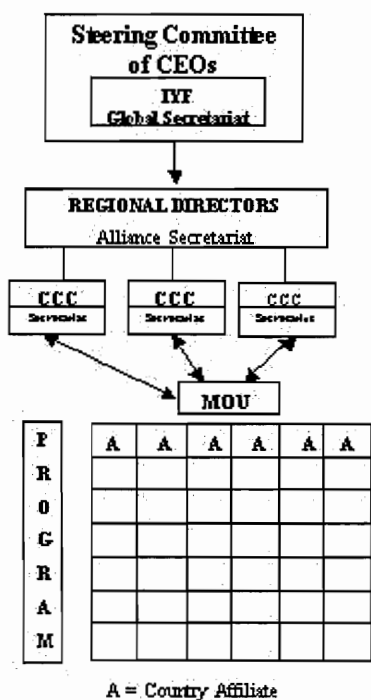 Steering Committee
of CEOs
IYF
Global Secretariat
REGIONAL DIRECTORS
Alliance Secretariat
CCC CCC CCC
Secretariat Secretariat Secretariat
MOU
P
R
O
G
R
A
M
A A A A A A
A = Country Affiliate